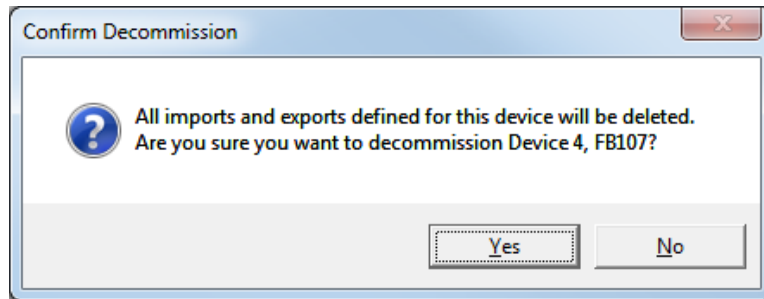 Confirm Decommission
All imports and exports defined for this device will be deleted.
Are you sure you want to decommission Device 4, FB107?
Yes
No